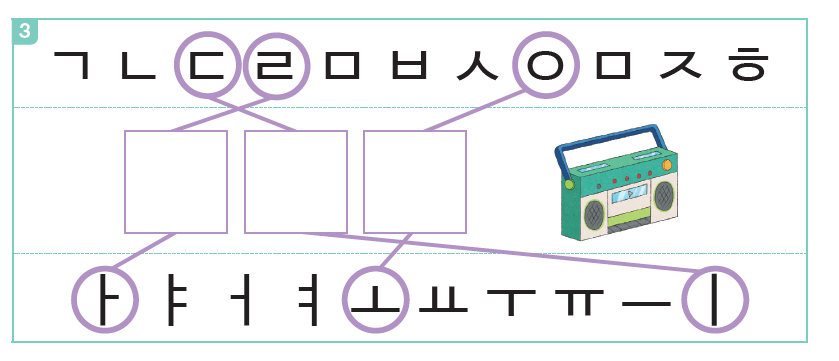 3
ㄱ ㄴ ㄷ ㄹ ㅁ ㅂ ㅅ ㅇ ㅁ ㅈ ㅎ
ㅏ ㅑ ㅓ ㅕ ㅗ ㅛ ㅜ ㅠ ㅡ ㅣ